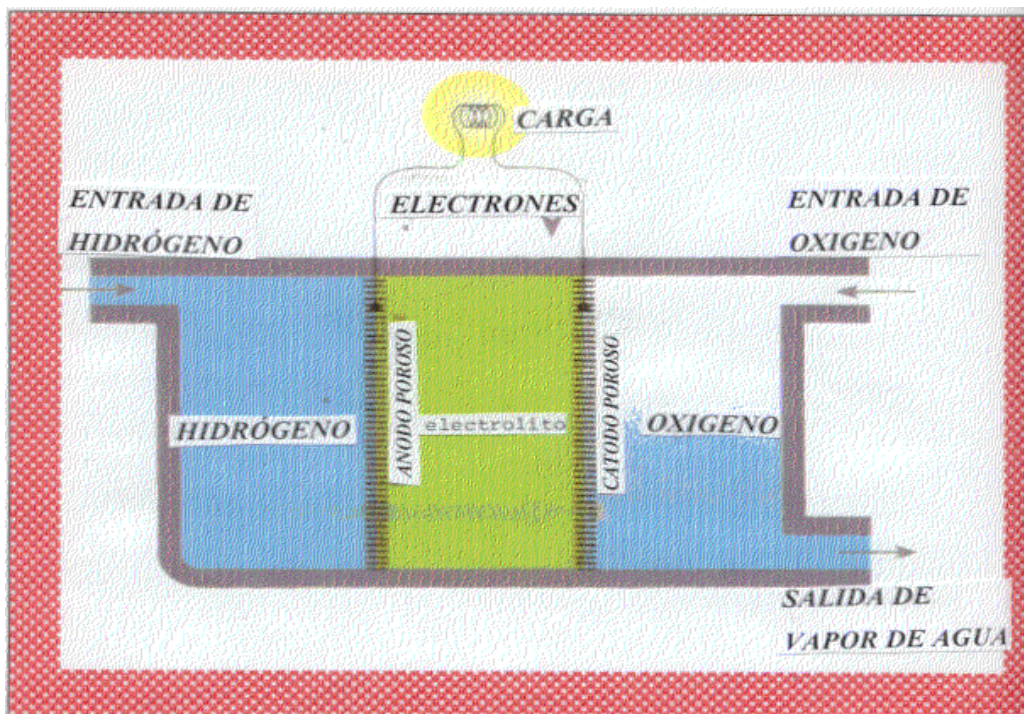 CARGA
ENTRADA DE
HIDRÓGENO
ELECTRONES
ENTRADA DE
OXIGENO
ANODO POROSO
CATODO POROSO
HIDRÓGENO
electrolito
OXIGENO
SALIDA DE
VAPOR DE AGUA